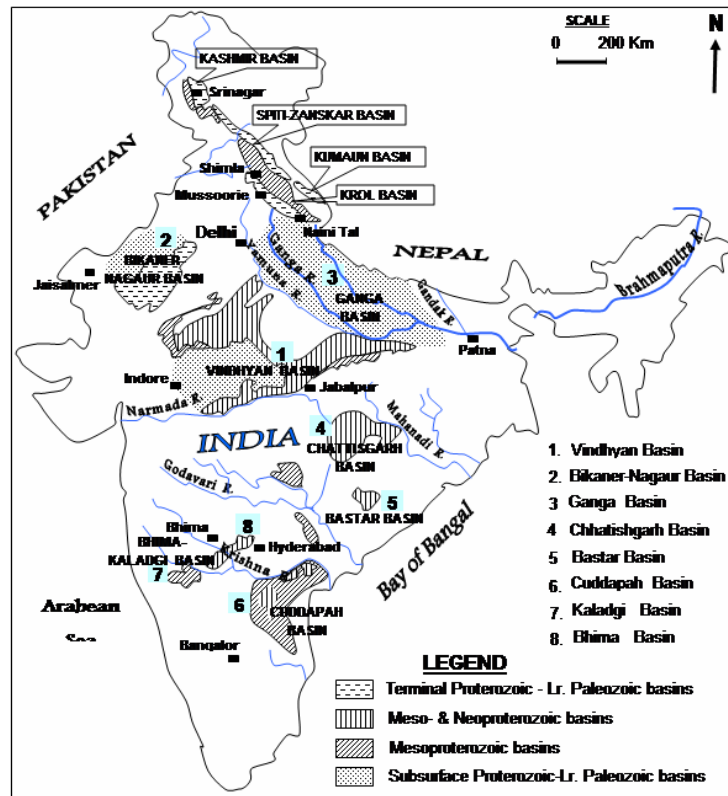 SCALE
0 200 Km
N
KASHMIR BASIN
Srinagar
SPITI-ZANSKAR BASIN
KUMAUN BASIN
Shimla
KROL BASIN
Mussoorie
PAKISTAN
Delhi
Naini Tal
2
BIKANER
NAGAUR BASIN
Jaisalmer
Yamuna R.
Ganga R.
3
GANGA
BASIN
NEPAL
Gandak R.
Brahmaputra R.
Patna
1
VINDHYAN BASIN
Indore
Jabalpur
Narmada R.
INDIA
4
CHATTISGARH
BASIN
Mahanadi R.
Godavari R.
5
BASTAR BASIN
Bhima
8
BHIMA-
KALADGI BASIN
Hyderabad
Krishna R.
7
6
CUDDAPAH
BASIN
Bay of Bangal
Arabean
Sea
Bangalor
1. Vindhyan Basin
2. Bikaner-Nagaur Basin
3 Ganga Basin
4 Chhatishgarh Basin
5 Bastar Basin
6. Cuddapah Basin
7. Kaladgi Basin
8. Bhima Basin
LEGEND
Terminal Proterozoic - Lr. Paleozoic basins
Meso- & Neoproterozoic basins
Mesoproterozoic basins
Subsurface Proterozoic-Lr. Paleozoic basins